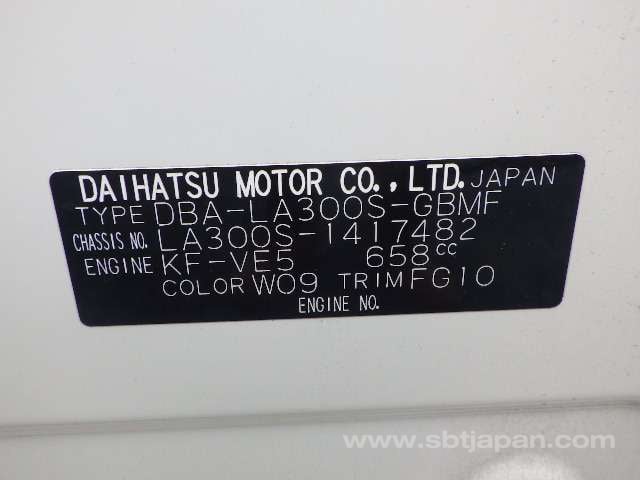 DAIHATSU MOTOR CO., LTD. JAPAN
TYPE DBA-LA300S-GBMF
CHASSIS NO. LA300S-1417482
ENGINE KF-VE5 658cc
COLOR W09 TRIM FG10
ENGINE NO.
www.sbtjapan.com